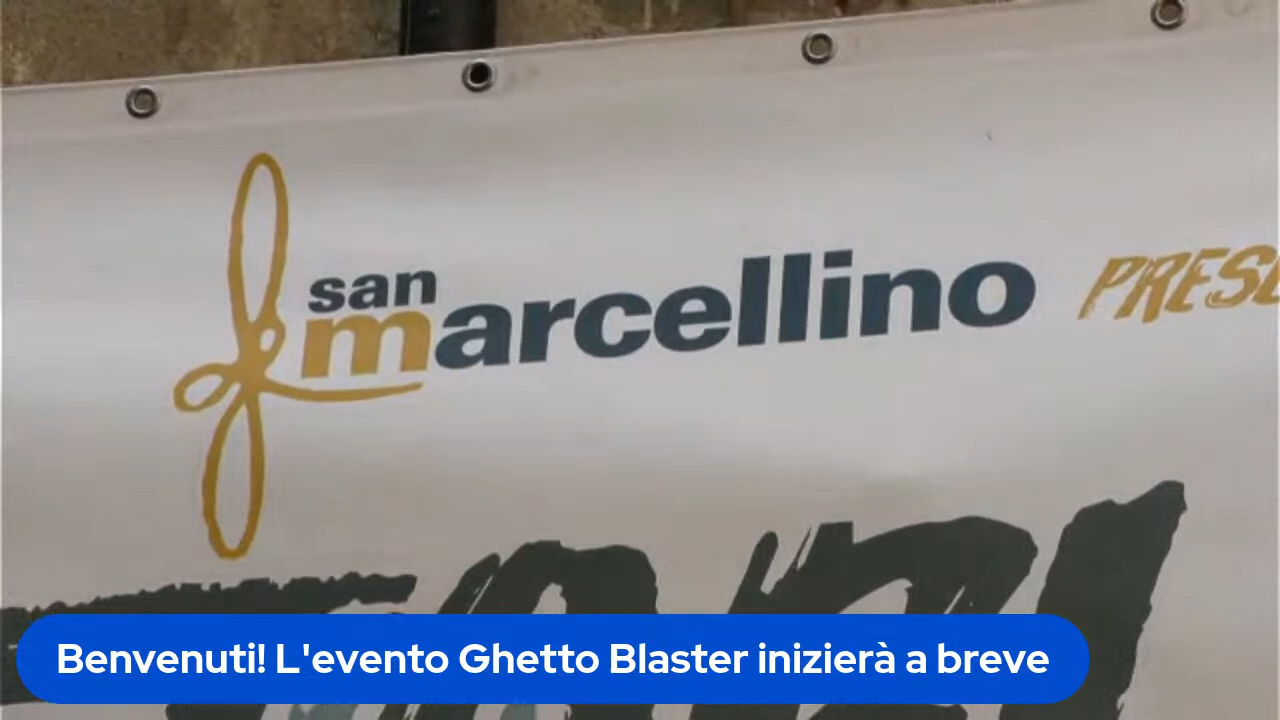 san
marcellino
Benvenuti! L'evento Ghetto Blaster inizierà a breve